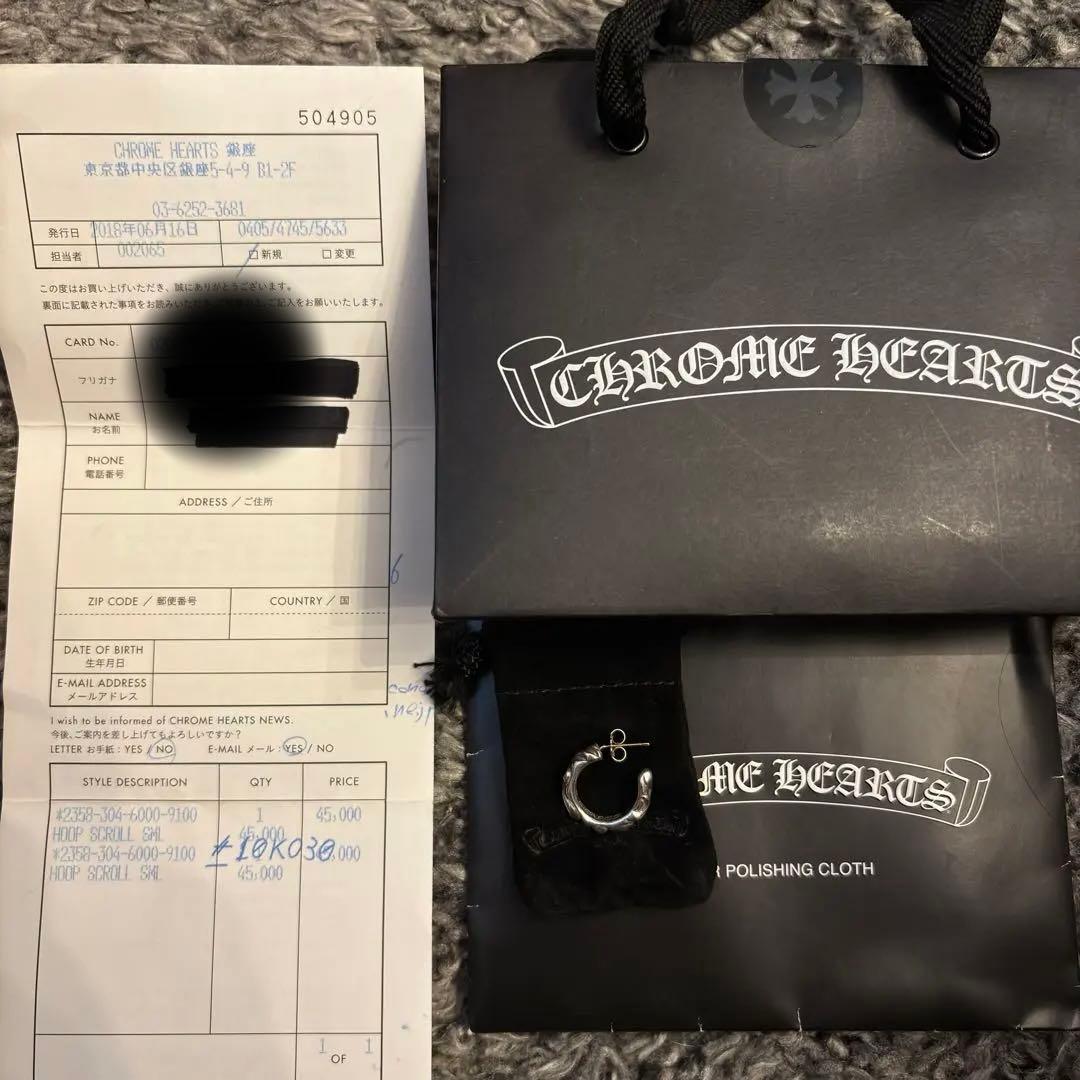 504905
CHROME HEARTS 銀座
東京都中央区銀座5-4-9 B1-2F
03-6252-3681
発行日 2018年06月16日 0405/4745/5633
担当者 002065 □新規 □変更
この度はお買い上げいただき、誠にありがとうございます。
裏面に記載された事項をお読みいただ ご記入をお願いいたします。
CARD No.
フリガナ
NAME
お名前
PHONE
電話番号
ADDRESS / ご住所
6
ZIP CODE / 郵便番号 COUNTRY / 国
DATE OF BIRTH
生年月日
E-MAIL ADDRESS
メールアドレス
I wish to be informed of CHROME HEARTS NEWS.
今後、ご案内を差し上げてもよろしいですか?
LETTER お手紙 : YES / NO E-MAIL メール : YES / NO
STYLE DESCRIPTION QTY PRICE
*2358-304-6000-9100 1 45,000
HOOP SCROLL SML 45,000
*2358-304-6000-9100 #10K030 ,000
HOOP SCROLL SML 45,000
1 OF 1
CHROME HEARTS
ME HEARTS
R POLISHING CLOTH